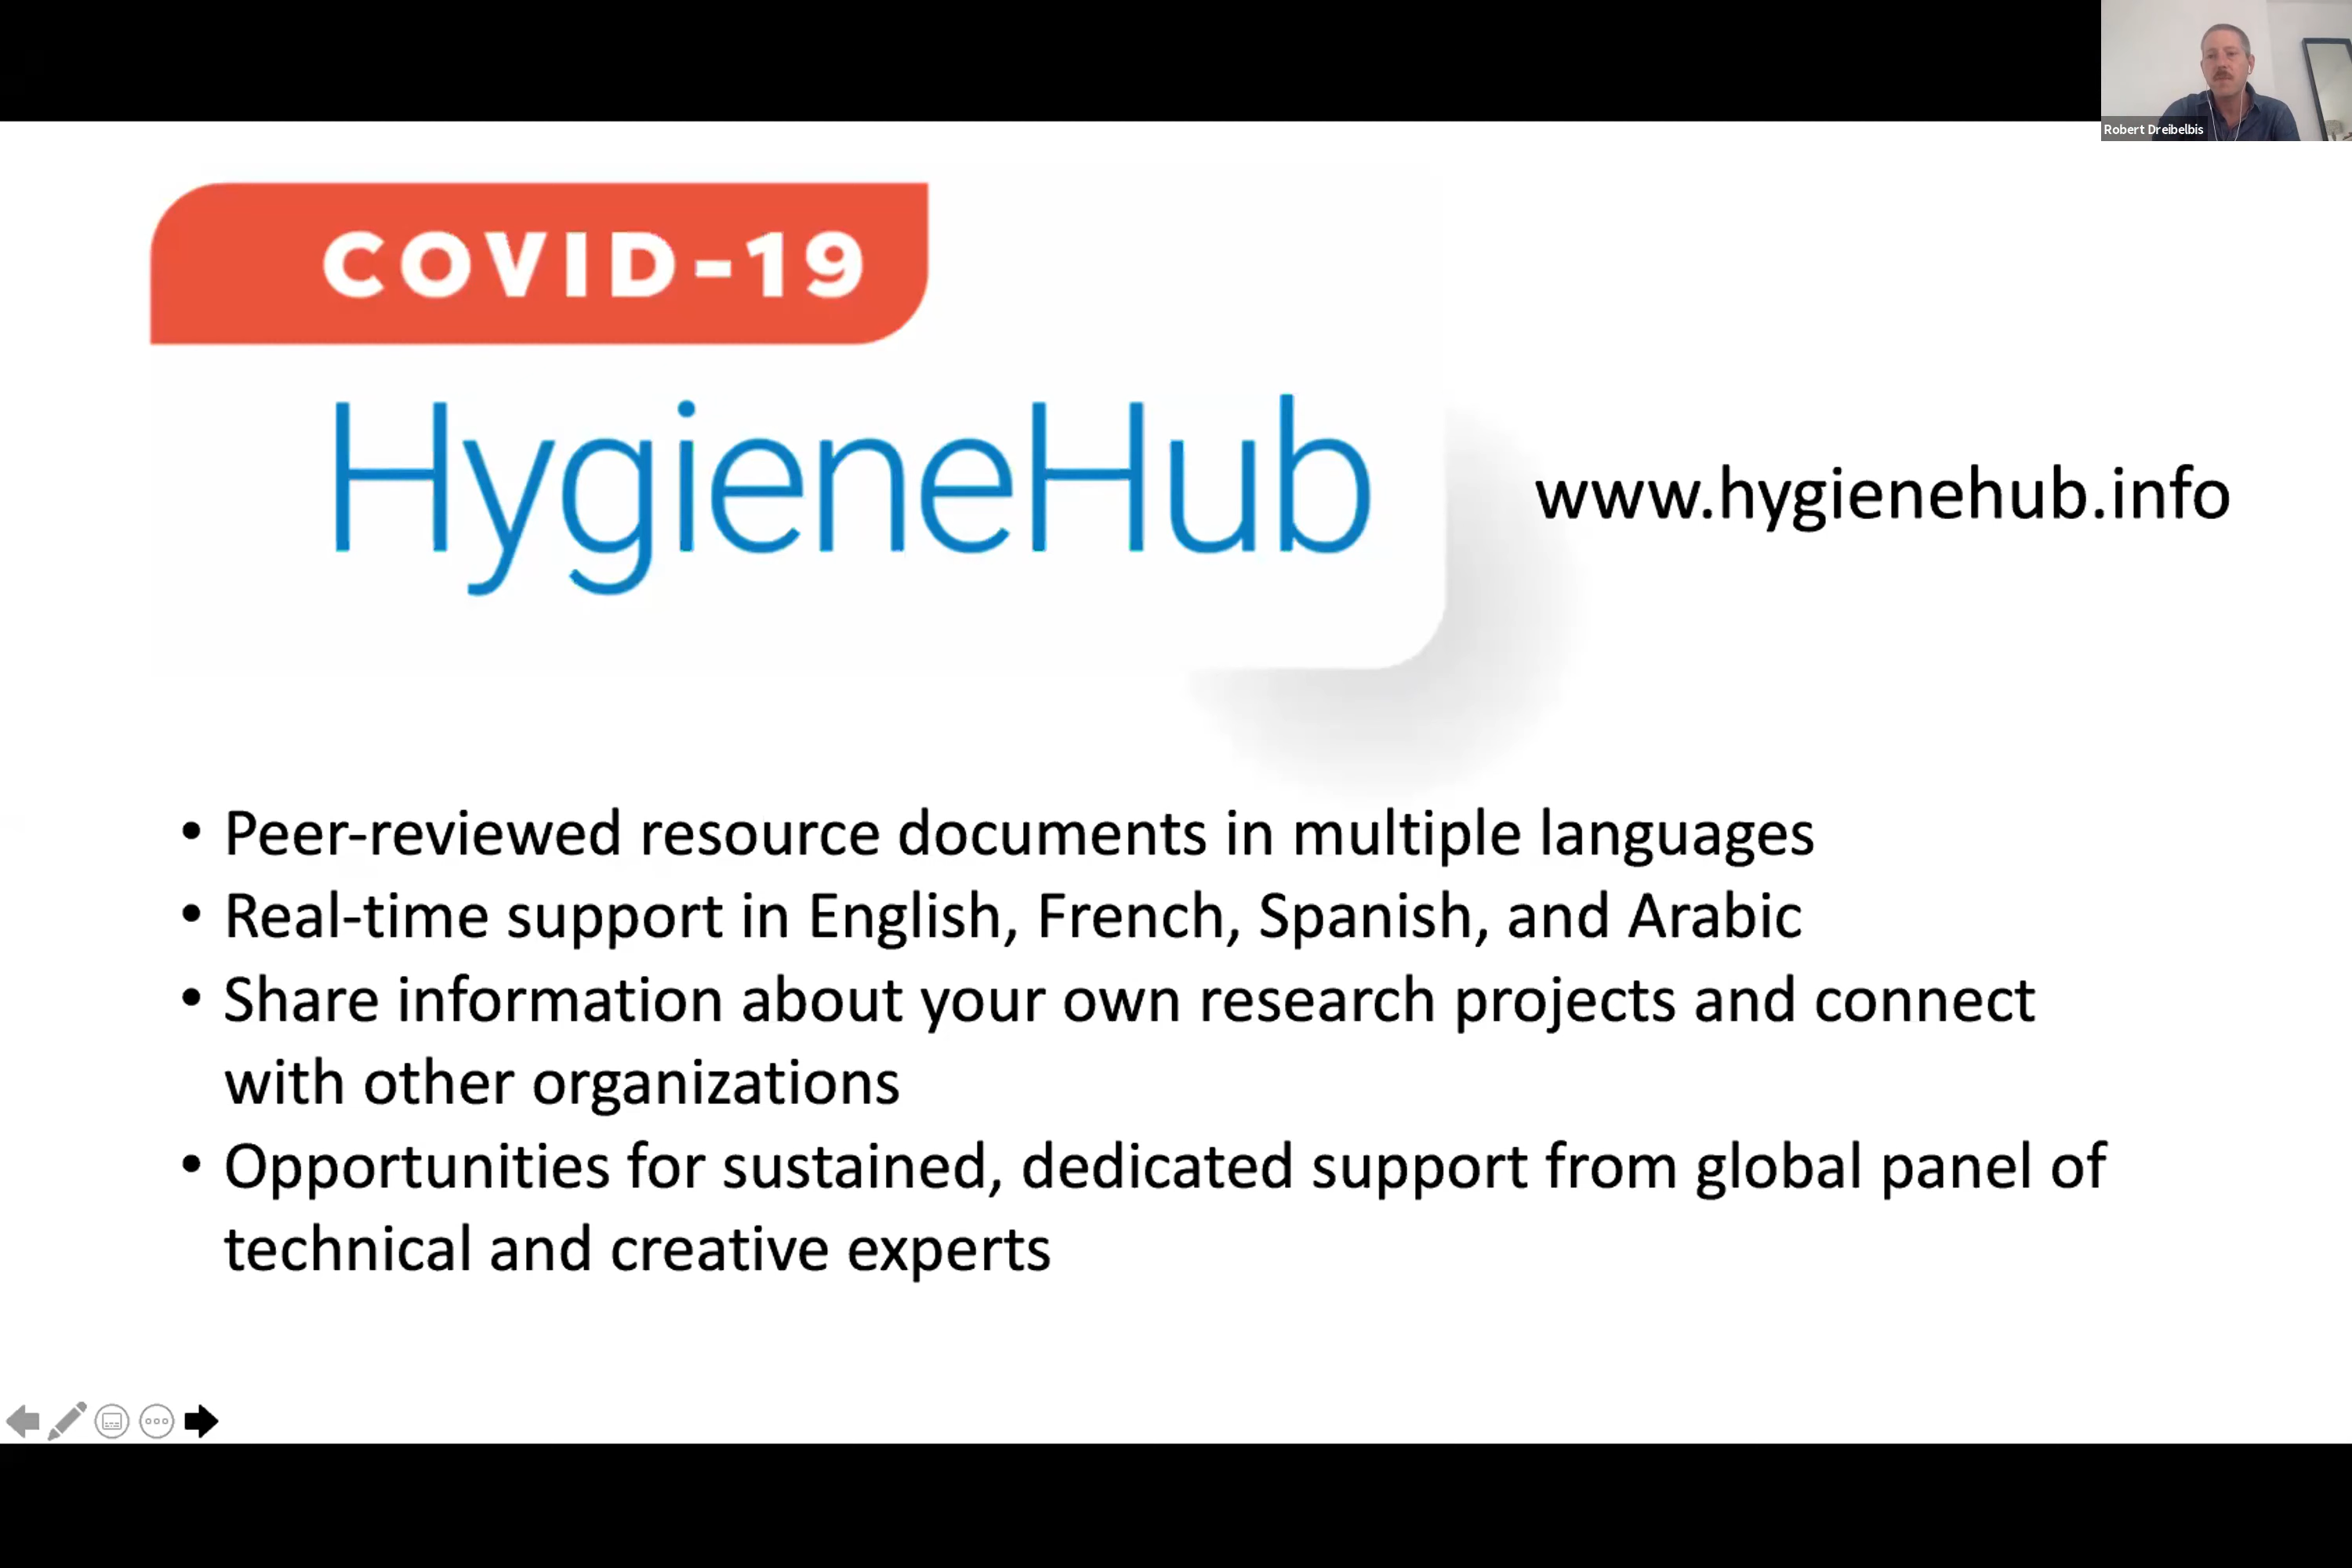 Robert Dreibelbis
COVID-19
HygieneHub
www.hygienehub.info
• Peer-reviewed resource documents in multiple languages
• Real-time support in English, French, Spanish, and Arabic
• Share information about your own research projects and connect
with other organizations
• Opportunities for sustained, dedicated support from global panel of
technical and creative experts